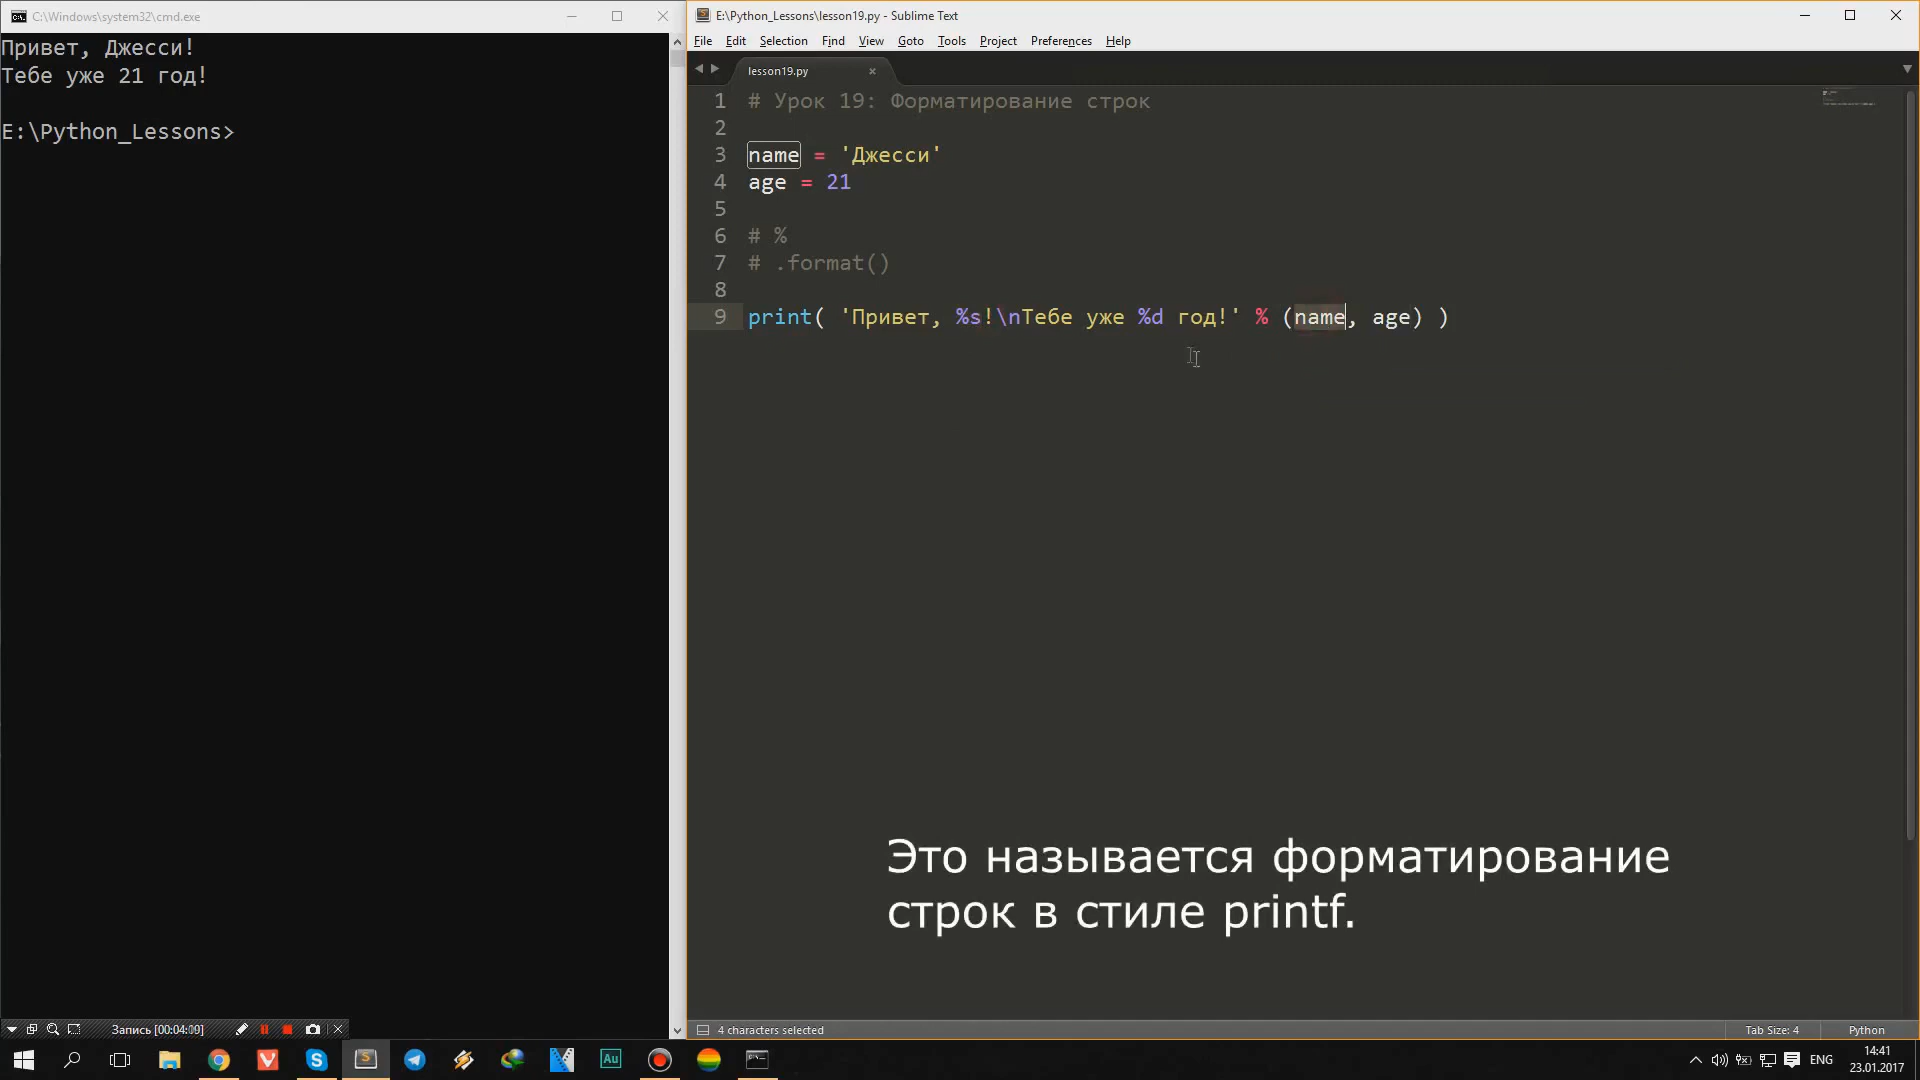 C:\Windows\system32\cmd.exe
Привет, Джесси!
Тебе уже 21 год!
E:\Python_Lessons>
E:\Python_Lessons\lesson19.py - Sublime Text
File Edit Selection Find View Goto Tools Project Preferences Help
lesson19.py
1 # Урок 19: Форматирование строк
2
3 name = 'Джесси'
4 age = 21
5
6 # %
7 # .format()
8
9 print( 'Привет, %s!\nТебе уже %d год!' % (name, age) )
Это называется форматирование
строк в стиле printf.
Запись [00:04:09]
4 characters selected
Tab Size: 4
Python
Au
ENG
14:41
23.01.2017